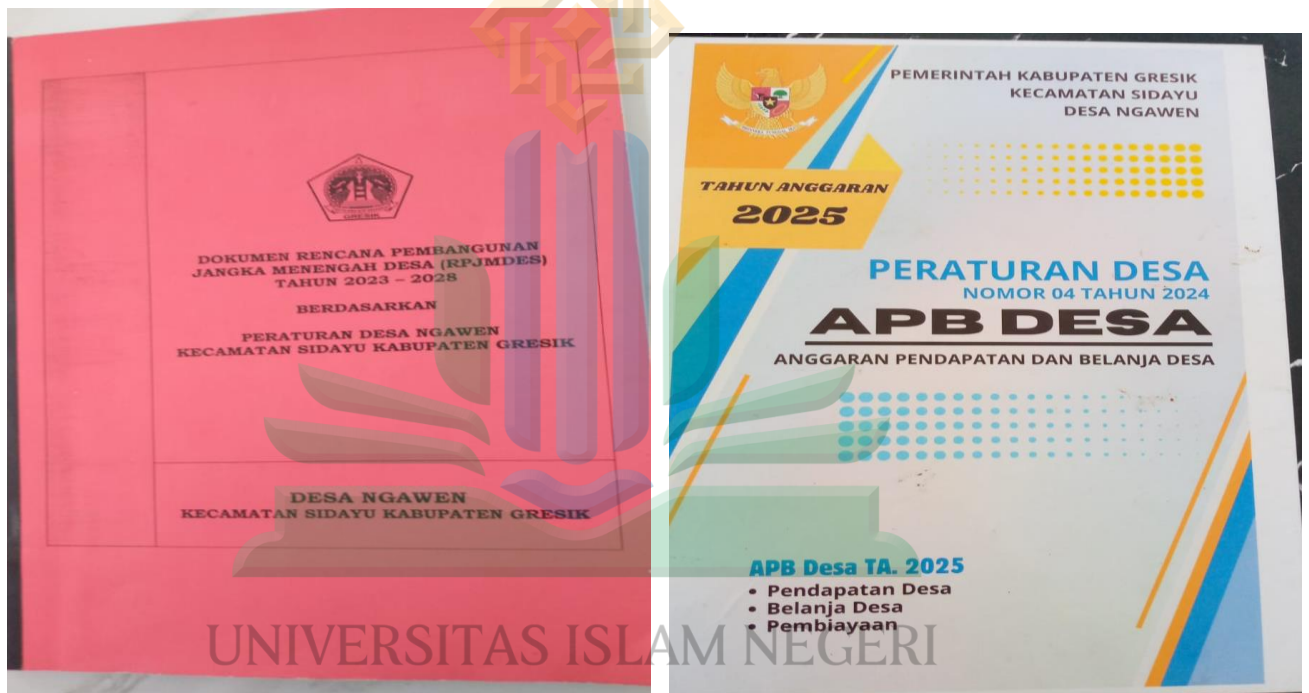 GRESIK
DOKUMEN RENCANA PEMBANGUNAN
JANGKA MENENGAH DESA (RPJMDES)
TAHUN 2023 – 2028
BERDASARKAN
PERATURAN DESA NGAWEN
KECAMATAN SIDAYU KABUPATEN GRESIK
DESA NGAWEN
KECAMATAN SIDAYU KABUPATEN GRESIK
PEMERINTAH KABUPATEN GRESIK
KECAMATAN SIDAYU
DESA NGAWEN
TAHUN ANGGARAN
2025
PERATURAN DESA
NOMOR 04 TAHUN 2024
APB DESA
ANGGARAN PENDAPATAN DAN BELANJA DESA
APB Desa TA. 2025
• Pendapatan Desa
• Belanja Desa
• Pembiayaan
UNIVERSITAS ISLAM NEGERI